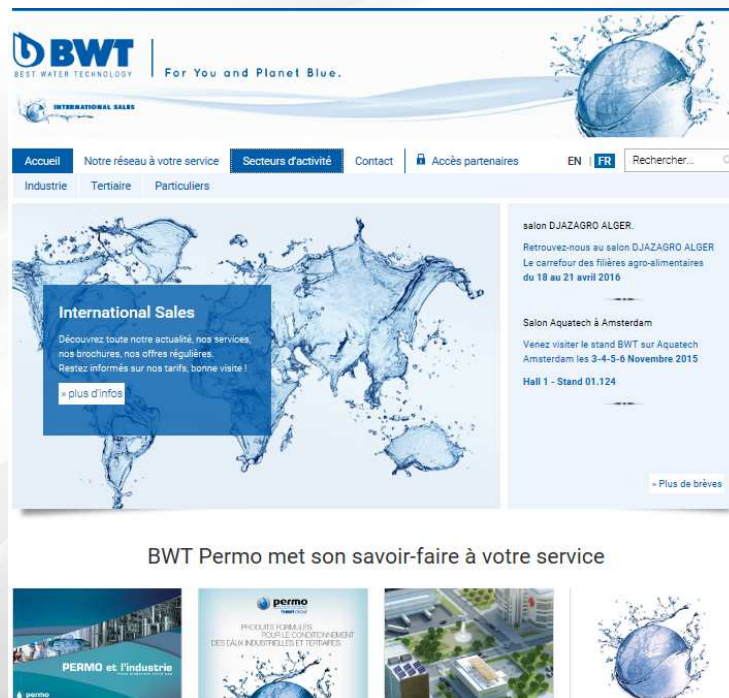 BWT
BEST WATER TECHNOLOGY
For You and Planet Blue.
INTERNATIONAL SALES
Accueil Notre réseau à votre service Secteurs d'activité Contact Accès partenaires EN | FR Rechercher...
Industrie Tertiaire Particuliers
International Sales
Découvrez toute notre actualité, nos services,
nos brochures, nos offres régulières.
Restez informés sur nos tarifs, bonne visite !
» plus d'infos
salon DJAZAGRO ALGER.
Retrouvez-nous au salon DJAZAGRO ALGER
Le carrefour des filières agro-alimentaires
du 18 au 21 avril 2016
Salon Aquatech à Amsterdam
Venez visiter le stand BWT sur Aquatech
Amsterdam les 3-4-5-6 Novembre 2015
Hall 1 - Stand 01.124
» Plus de brèves
BWT Permo met son savoir-faire à votre service
PERMO et l'industrie
permo
permo
PRODUITS FORMULÉS
POUR LE CONDITIONNEMENT
DES EAUX INDUSTRIELLES ET TERTIAIRES